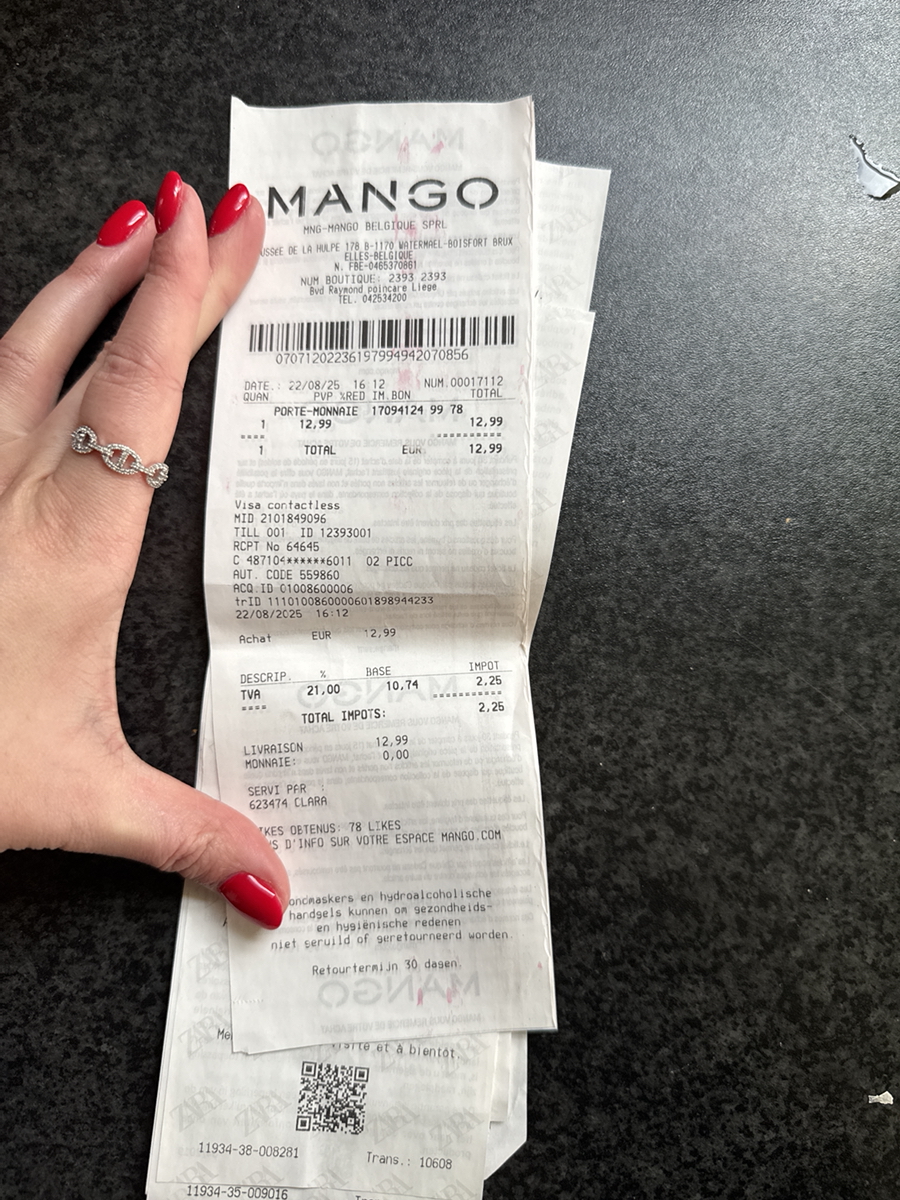 MANGO
MNG-MANGO BELGIQUE SPRL
USSEE DE LA HULPE 178 B-1170 WATERMAEL-BOISFORT BRUX
ELLES-BELGIQUE
N. FBE-0465370861
NUM BOUTIQUE: 2393 2393
Bvd Raymond poincare Liege
TEL. 042534200
07071202236197994942070856
DATE.: 22/08/25 16 12 NUM.00017112
QUAN PVP %RED IM.BON TOTAL
PORTE-MONNAIE 17094124 99 78
1 12,99 12,99
==== ===========
1 TOTAL EUR 12,99
Visa contactless
MID 2101849096
TILL 001 ID 12393001
RCPT No 64645
C 487104******6011 02 PICC
AUT. CODE 559860
ACQ.ID 01008600006
trID 1110100860000601898944233
22/08/2025 16:12
Achat EUR 12,99
DESCRIP. % BASE IMPOT
TVA 21,00 10,74 2,25
==== ===========
TOTAL IMPOTS: 2,25
LIVRAISON 12,99
MONNAIE: 0,00
SERVI PAR :
623474 CLARA
IKES OBTENUS: 78 LIKES
S D'INFO SUR VOTRE ESPACE MANGO.COM
ondmaskers en hydroalcoholische
handgels kunnen om gezondheids-
en hygiënische redenen
niet geruild of geretourneerd worden.
Retourtermijn 30 dagen.
Me
visite et à bientôt.
11934-38-008281 Trans.: 10608
11934-35-009016